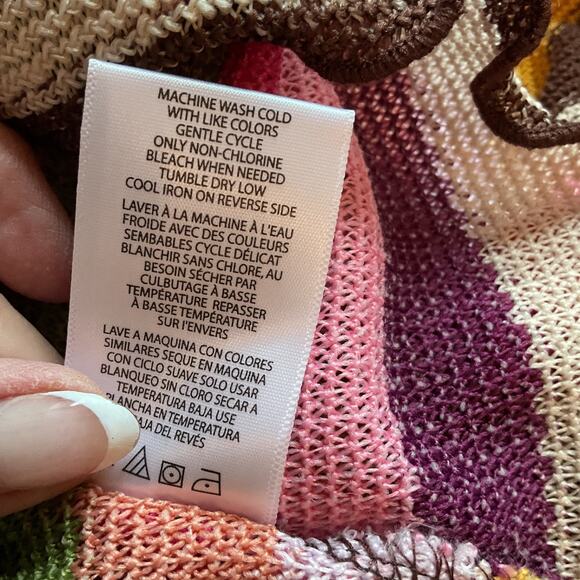 MACHINE WASH COLD
WITH LIKE COLORS
GENTLE CYCLE
ONLY NON-CHLORINE
BLEACH WHEN NEEDED
TUMBLE DRY LOW
COOL IRON ON REVERSE SIDE
LAVER À LA MACHINE À L'EAU
FROIDE AVEC DES COULEURS
SEMBABLES CYCLE DÉLICAT
BLANCHIR SANS CHLORE, AU
BESOIN SÉCHER PAR
CULBUTAGE À BASSE
TEMPÉRATURE REPASSER
À BASSE TEMPÉRATURE
SUR l'ENVERS
LAVE A MAQUINA CON COLORES
SIMILARES SEQUE EN MAQUINA
CON CICLO SUAVE SOLO USAR
BLANQUEO SIN CLORO SECAR A
TEMPERATURA BAJA USE
PLANCHA EN TEMPERATURA
BAJA DEL REVÉS